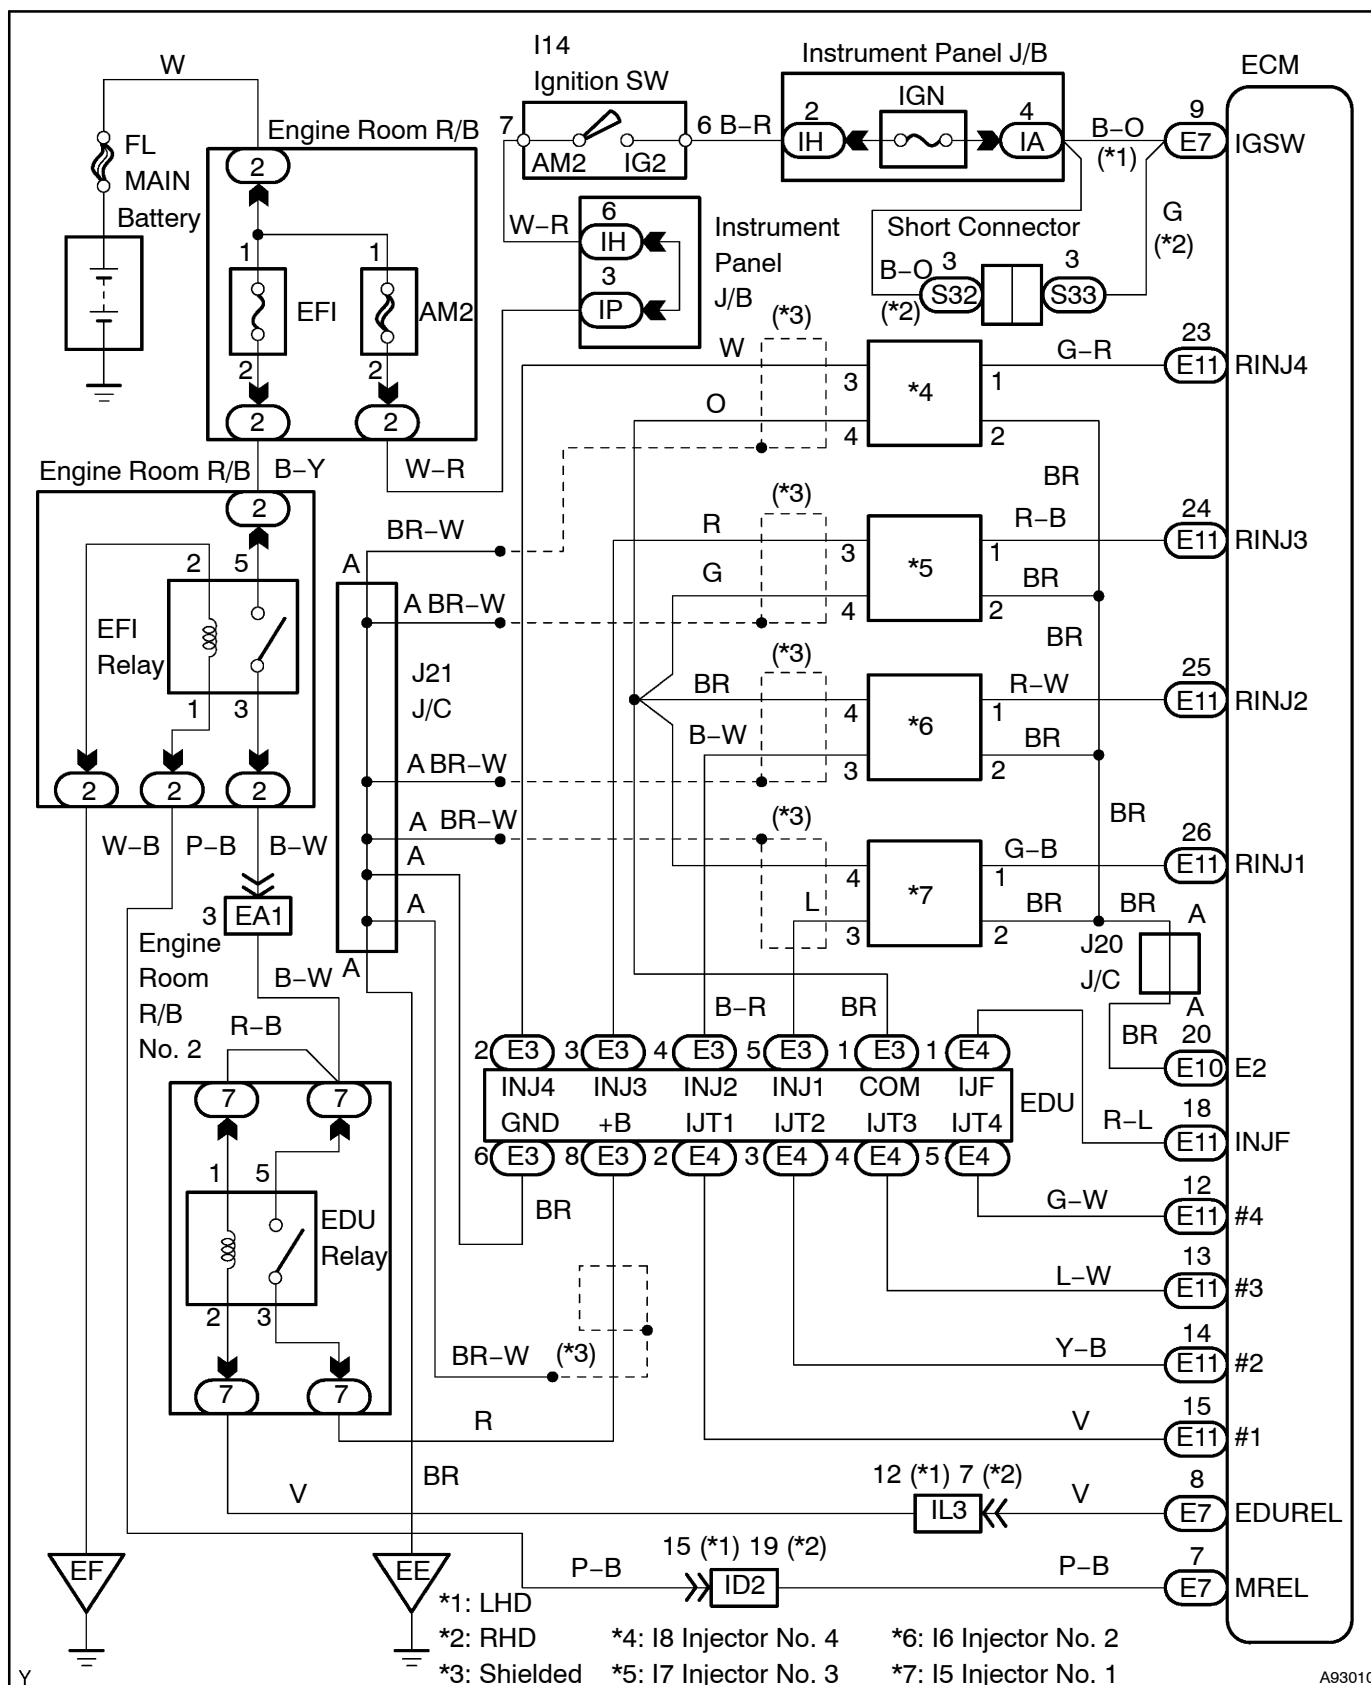 I14
Ignition SW
Instrument Panel J/B
ECM
W
FL
MAIN
Battery
Engine Room R/B
2
7
AM2
IG2
6 B–R
2
IH
IGN
4
IA
B–O
(*1)
9
E7
IGSW
1
1
EFI
AM2
2
2
2
2
W–R
6
IH
3
IP
Instrument
Panel
J/B
Short Connector
B–O
(*2)
3
S32
3
S33
G
(*2)
(*3)
W
O
3
4
*4
1
2
G–R
23
E11
RINJ4
BR
Engine Room R/B
B–Y
W–R
2
2
5
EFI
Relay
1
3
2
2
2
BR–W
A
A BR–W
J21
J/C
A BR–W
A
BR–W
A
A
A
(*3)
R
G
3
4
*5
1
2
R–B
BR
24
E11
RINJ3
BR
(*3)
BR
B–W
4
3
*6
1
2
R–W
BR
25
E11
RINJ2
BR
(*3)
L
4
3
*7
1
2
G–B
BR
26
E11
RINJ1
BR
A
J20
J/C
A
BR
20
E10
E2
W–B
P–B
B–W
3
EA1
Engine
Room
R/B
No. 2
B–W
R–B
7
7
1
5
EDU
Relay
2
3
7
7
B–R
BR
2
E3
3
E3
4
E3
5
E3
1
E3
1
E4
INJ4
INJ3
INJ2
INJ1
COM
IJF
EDU
GND
+B
IJT1
IJT2
IJT3
IJT4
6
E3
8
E3
2
E4
3
E4
4
E4
5
E4
R–L
18
E11
INJF
BR
G–W
12
E11
#4
L–W
13
E11
#3
BR–W
(*3)
Y–B
14
E11
#2
R
V
15
E11
#1
BR
V
12 (*1) 7 (*2)
IL3
V
8
E7
EDUREL
15 (*1) 19 (*2)
P–B
ID2
P–B
7
E7
MREL
EF
EE
*1: LHD
*2: RHD
*3: Shielded
*4: I8 Injector No. 4
*5: I7 Injector No. 3
*6: I6 Injector No. 2
*7: I5 Injector No. 1
Y
A93010